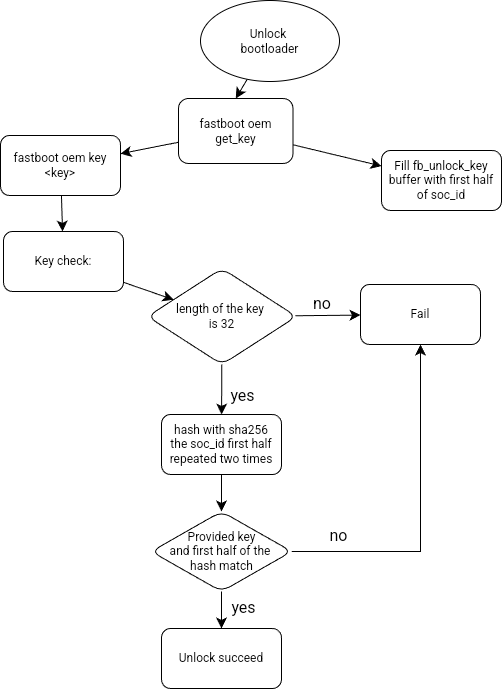 Unlock
bootloader
fastboot oem
get_key
fastboot oem key
<key>
Fill fb_unlock_key
buffer with first half
of soc_id
Key check:
length of the key
is 32
no
Fail
yes
hash with sha256
the soc_id first half
repeated two times
Provided key
and first half of the
hash match
no
yes
Unlock succeed